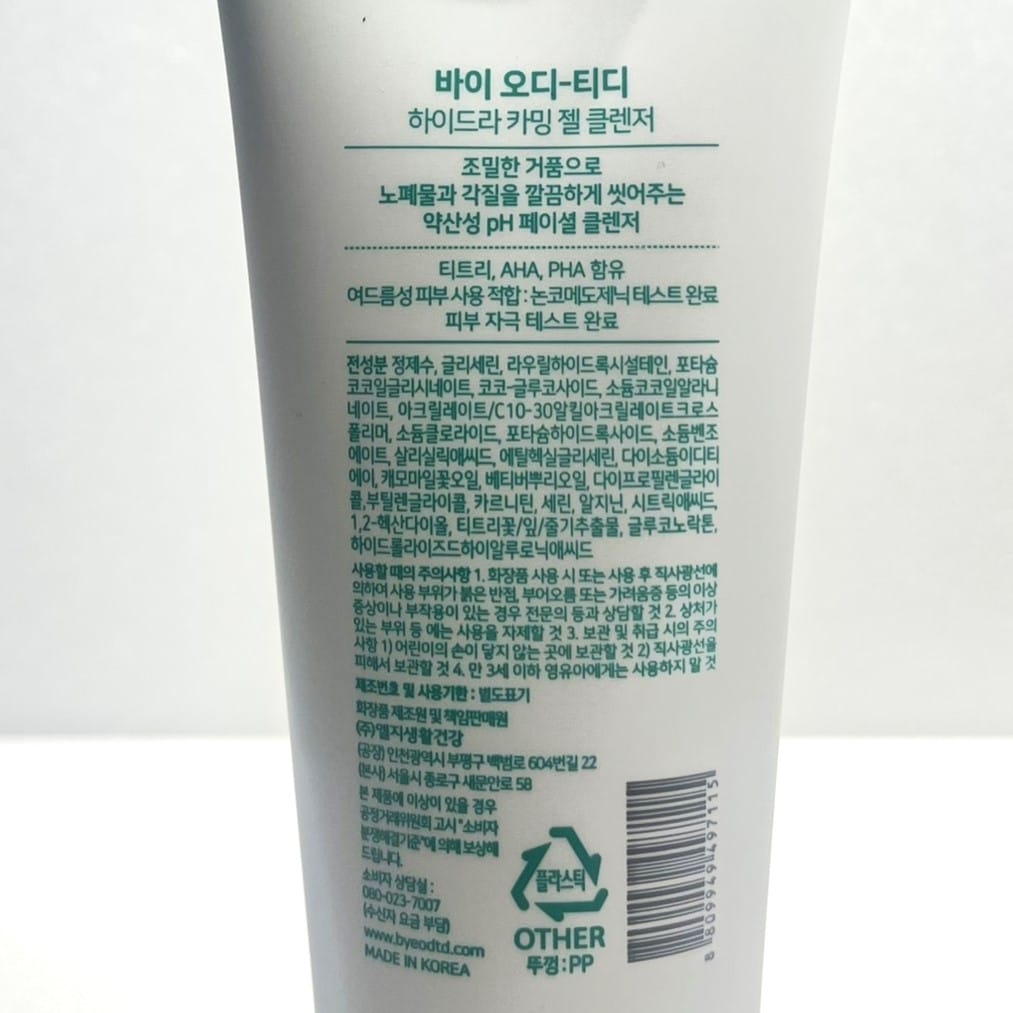 바이 오디-티디
하이드라 카밍 젤 클렌저
조밀한 거품으로
노폐물과 각질을 깔끔하게 씻어주는
약산성 pH 페이셜 클렌저
티트리, AHA, PHA 함유
여드름성 피부 사용 적합 : 논코메도제닉 테스트 완료
피부 자극 테스트 완료
전성분 정제수, 글리세린, 라우릴하이드록시설테인, 포타슘
코코일글리시네이트, 코코-글루코사이드, 소듐코코일알라니
네이트, 아크릴레이트/C10-30알킬아크릴레이트크로스
폴리머, 소듐클로라이드, 포타슘하이드록사이드, 소듐벤조
에이트, 살리실릭애씨드, 에틸헥실글리세린, 다이소듐이디티
에이, 캐모마일꽃오일, 베티버뿌리오일, 다이프로필렌글라이
콜,부틸렌글라이콜, 카르니틴, 세린, 알지닌, 시트릭애씨드,
1,2-헥산다이올, 티트리꽃/잎/줄기추출물, 글루코노락톤,
하이드롤라이즈드하이알루로닉애씨드
사용할 때의 주의사항 1. 화장품 사용 시 또는 사용 후 직사광선에
의하여 사용 부위가 붉은 반점, 부어오름 또는 가려움증 등의 이상
증상이나 부작용이 있는 경우 전문의 등과 상담할 것 2. 상처가
있는 부위 등 에는 사용을 자제할 것 3. 보관 및 취급 시의 주의
사항 1) 어린이의 손이 닿지 않는 곳에 보관할 것 2) 직사광선을
피해서 보관할 것 4. 만 3세 이하 영유아에게는 사용하지 말 것
제조번호 및 사용기한 : 별도표기
화장품 제조원 및 책임판매원
(주)엘지생활건강
(공장) 인천광역시 부평구 백범로 604번길 22
(본사) 서울시 종로구 새문안로 58
본 제품에 이상이 있을 경우
공정거래위원회 고시 "소비자
분쟁해결기준"에 의해 보상해
드립니다.
소비자 상담실 :
080-023-7007
(수신자 요금 부담)
www.byeodtd.com
MADE IN KOREA
플라스틱
OTHER
뚜껑:PP
8 809949 497115